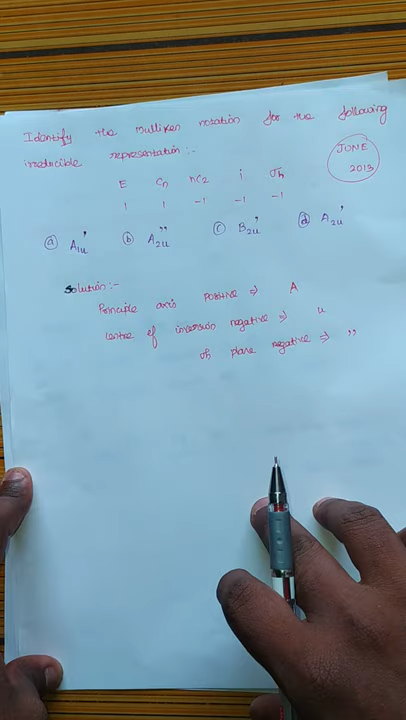 Identify the mulliken notation for the following
irreducible representation :-
JUNE
2013
E Cn nC2 i σh
1 1 -1 -1 -1
ⓐ A1u' ⓑ A2u'' ⓒ B2u' ⓓ A2u'
Solution :-
Principle axis positive ⇒ A
centre of inversion negative ⇒ u
σh plane negative ⇒ ''